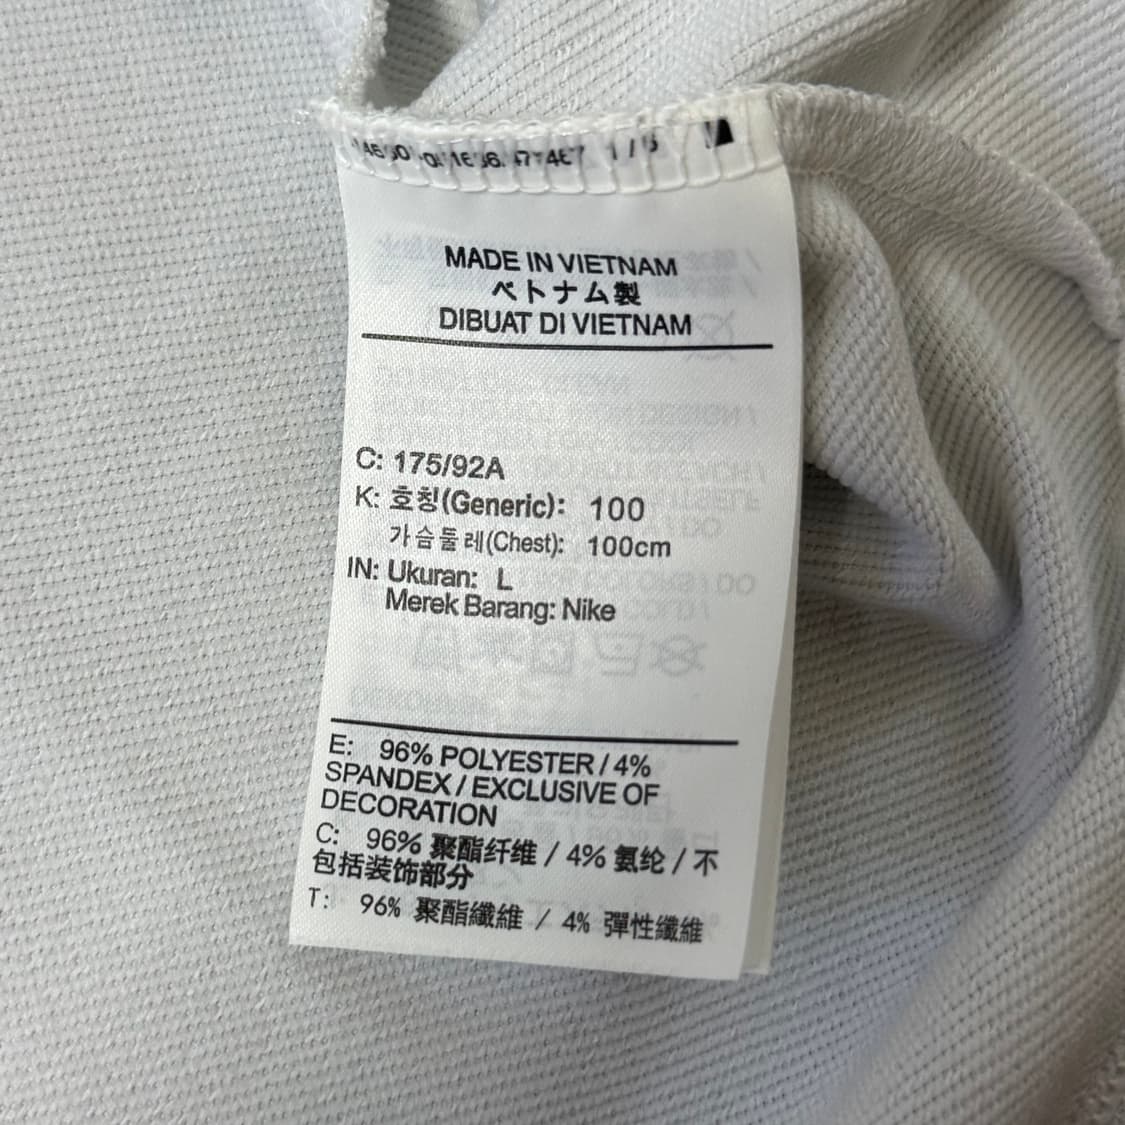 MADE IN VIETNAM
ベトナム製
DIBUAT DI VIETNAM
C: 175/92A
K: 호칭(Generic): 100
가슴둘레(Chest): 100cm
IN: Ukuran: L
Merek Barang: Nike
E: 96% POLYESTER / 4%
SPANDEX / EXCLUSIVE OF
DECORATION
C: 96% 聚酯纤维 / 4% 氨纶 / 不
包括装饰部分
T: 96% 聚酯纖維 / 4% 彈性纖維